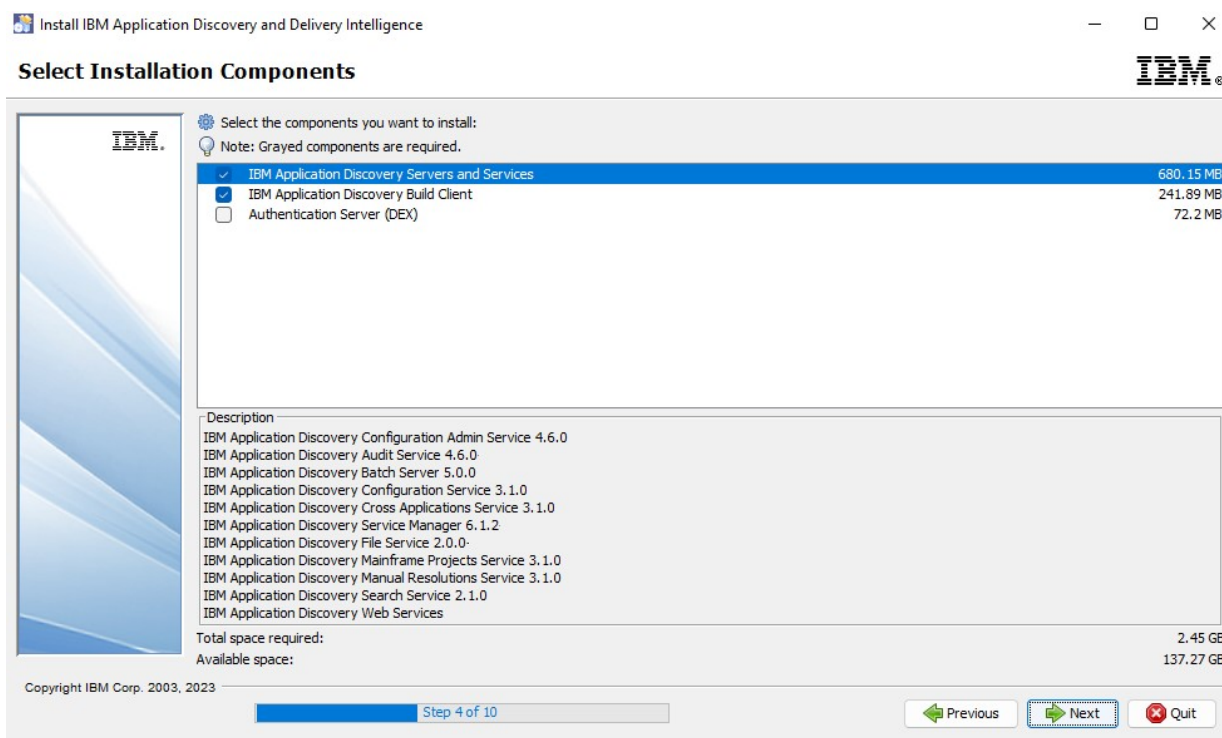 Install IBM Application Discovery and Delivery Intelligence
Select Installation Components
IBM®
IBM.
Select the components you want to install:
Note: Grayed components are required.
IBM Application Discovery Servers and Services 680.15 MB
IBM Application Discovery Build Client 241.89 MB
Authentication Server (DEX) 72.2 MB
Description
IBM Application Discovery Configuration Admin Service 4.6.0
IBM Application Discovery Audit Service 4.6.0
IBM Application Discovery Batch Server 5.0.0
IBM Application Discovery Configuration Service 3.1.0
IBM Application Discovery Cross Applications Service 3.1.0
IBM Application Discovery Service Manager 6.1.2
IBM Application Discovery File Service 2.0.0
IBM Application Discovery Mainframe Projects Service 3.1.0
IBM Application Discovery Manual Resolutions Service 3.1.0
IBM Application Discovery Search Service 2.1.0
IBM Application Discovery Web Services
Total space required: 2.45 GB
Available space: 137.27 GB
Copyright IBM Corp. 2003, 2023
Step 4 of 10
Previous
Next
Quit